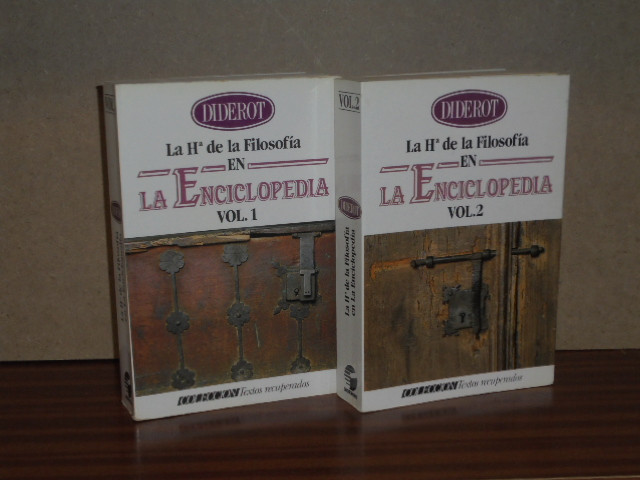 DIDEROT
La Hª de la Filosofía
EN
LA ENCICLOPEDIA
VOL. 1
COLECCION Textos recuperados
VOL.2
DIDEROT
La Hª de la Filosofía
en La Enciclopedia
DIDEROT
La Hª de la Filosofía
EN
LA ENCICLOPEDIA
VOL.2
COLECCION Textos recuperados